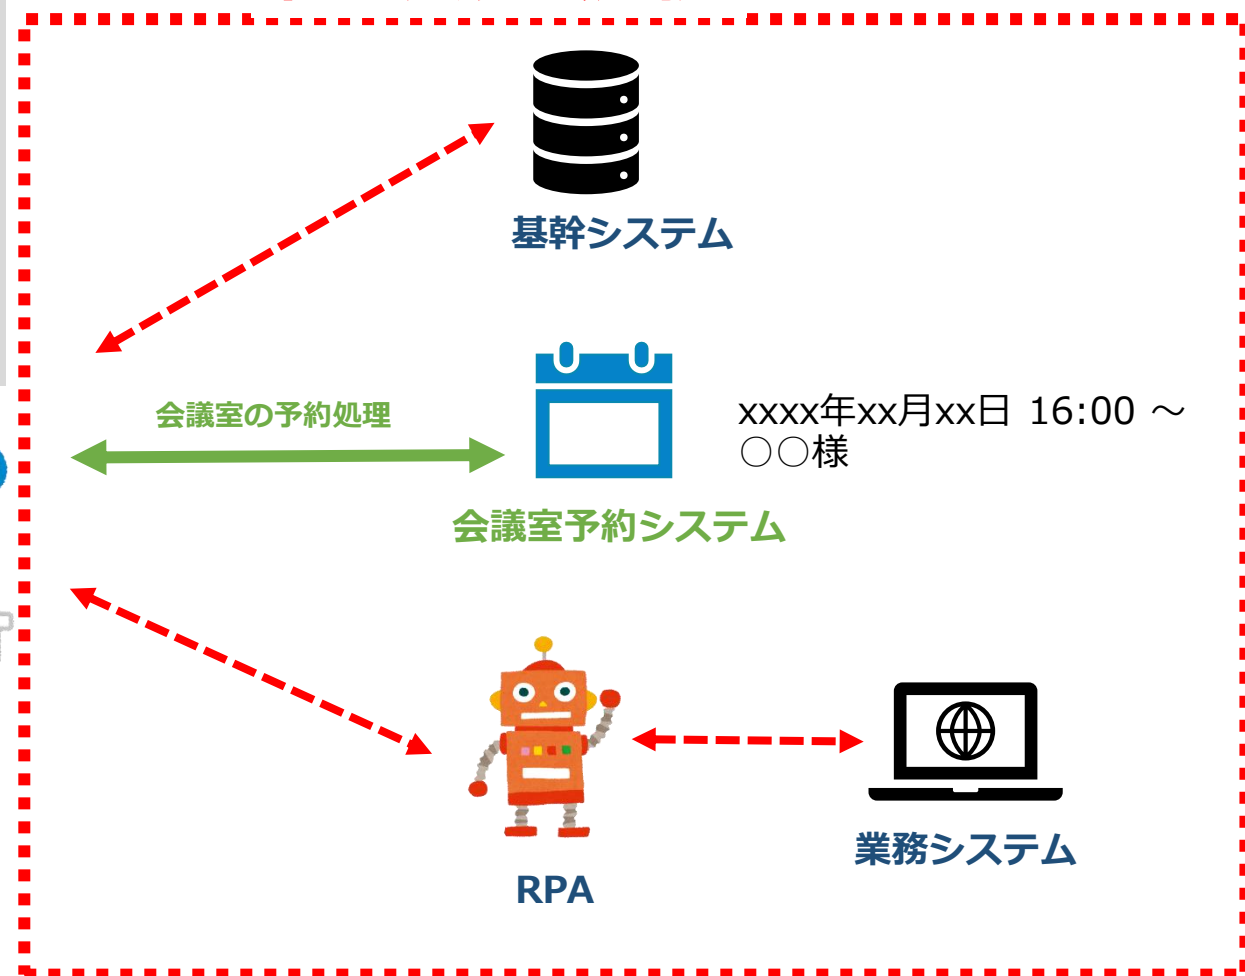 基幹システム
会議室の予約処理
xxxx年xx月xx日 16:00 ～
○○様
会議室予約システム
業務システム
RPA